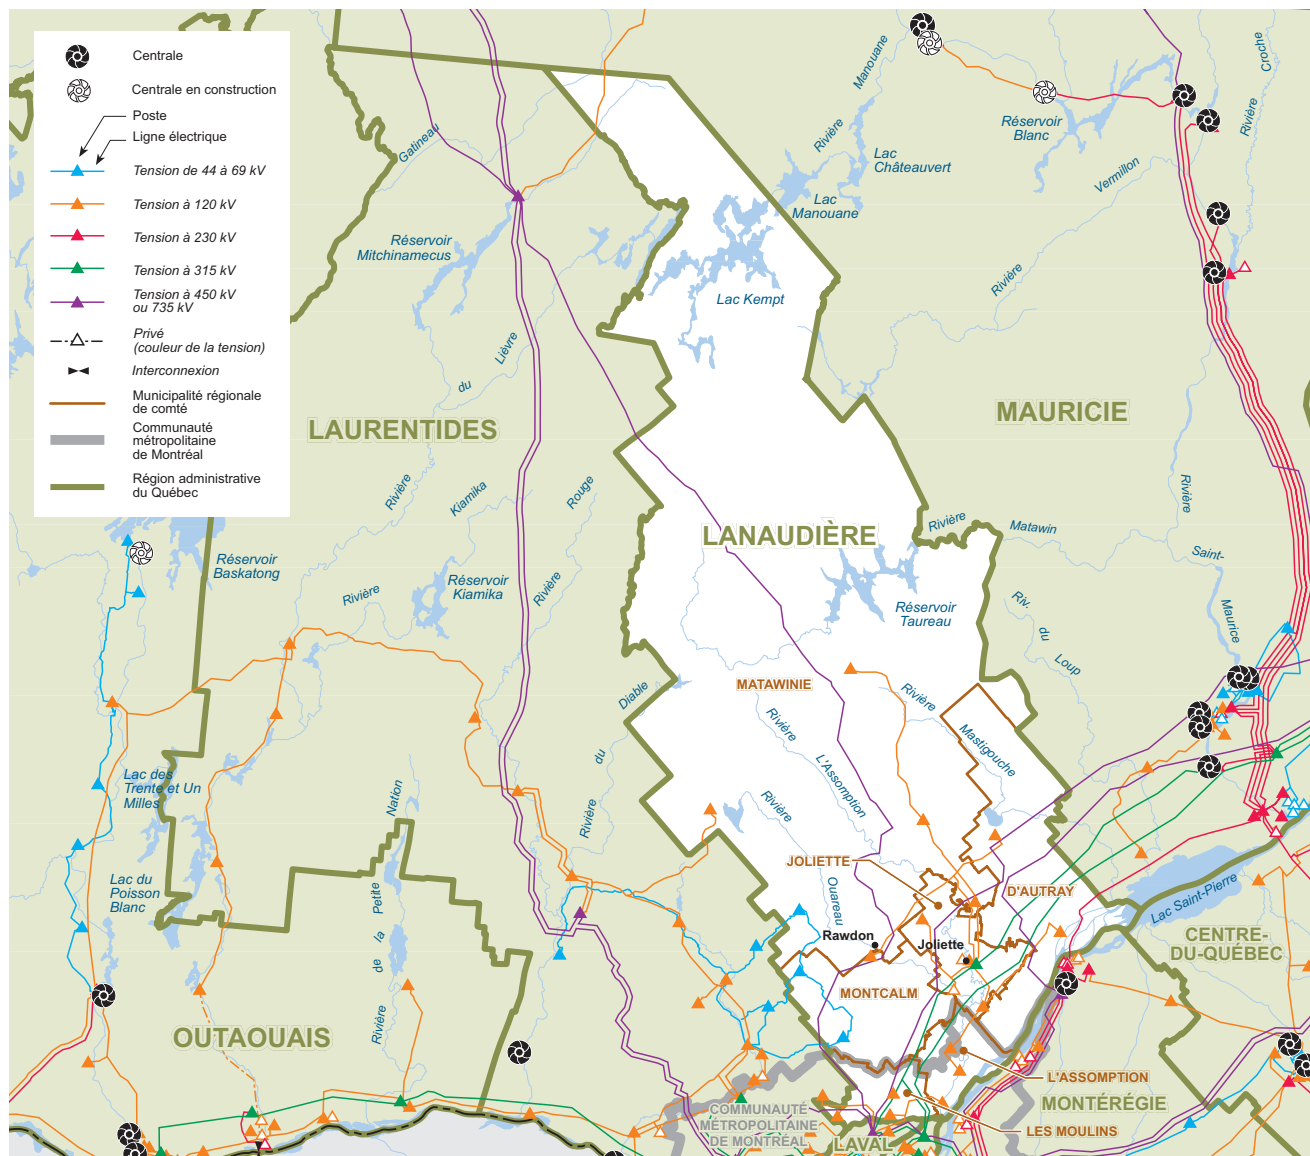 Centrale
Centrale en construction
Poste
Ligne électrique
Tension de 44 à 69 kV
Tension à 120 kV
Tension à 230 kV
Tension à 315 kV
Tension à 450 kV
ou 735 kV
Privé
(couleur de la tension)
Interconnexion
Municipalité régionale
de comté
Communauté
métropolitaine
de Montréal
Région administrative
du Québec
Gatineau
Réservoir
Mitchinamecus
Rivière
Manouane
Lac
Châteauvert
Lac
Manouane
Réservoir
Blanc
Rivière
Croche
Vermillon
Rivière
Lac Kempt
Rivière
du
Lièvre
LAURENTIDES
MAURICIE
LANAUDIÈRE
Kiamika
Rivière
Rouge
Rivière
Réservoir
Baskatong
Réservoir
Kiamika
Rivière
Matawin
Rivière
Saint-
Maurice
Réservoir
Taureau
Riv.
du
Loup
MATAWINIE
Rivière
du
Diable
Rivière
L'Assomption
Rivière
Mastigouche
Lac des
Trente et Un
Milles
Rivière
de
la
Petite
Nation
Rivière
Ouareau
Lac du
Poisson
Blanc
JOLIETTE
D'AUTRAY
Lac Saint-Pierre
Rawdon
Joliette
CENTRE-
DU-QUÉBEC
MONTCALM
OUTAOUAIS
L'ASSOMPTION
MONTÉRÉGIE
LES MOULINS
COMMUNAUTÉ
MÉTROPOLITAINE
DE MONTRÉAL
LAVAL